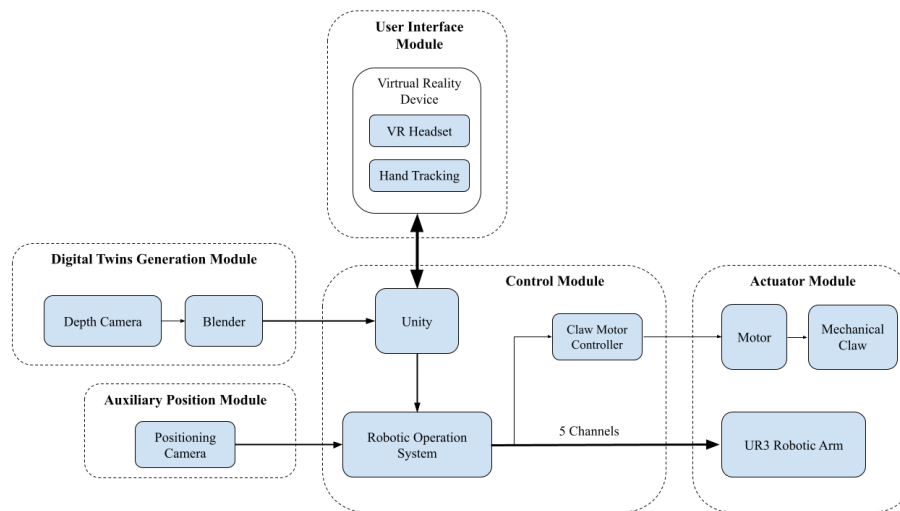 User Interface
Module
Virtrual Reality
Device
VR Headset
Hand Tracking
Digital Twins Generation Module
Depth Camera
Blender
Control Module
Unity
Claw Motor
Controller
Actuator Module
Motor
Mechanical
Claw
Auxiliary Position Module
Positioning
Camera
Robotic Operation
System
5 Channels
UR3 Robotic Arm